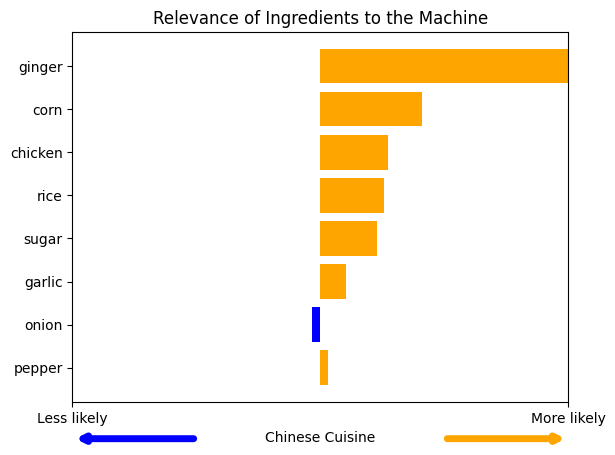 Relevance of Ingredients to the Machine
ginger
corn
chicken
rice
sugar
garlic
onion
pepper
Less likely More likely
Chinese Cuisine